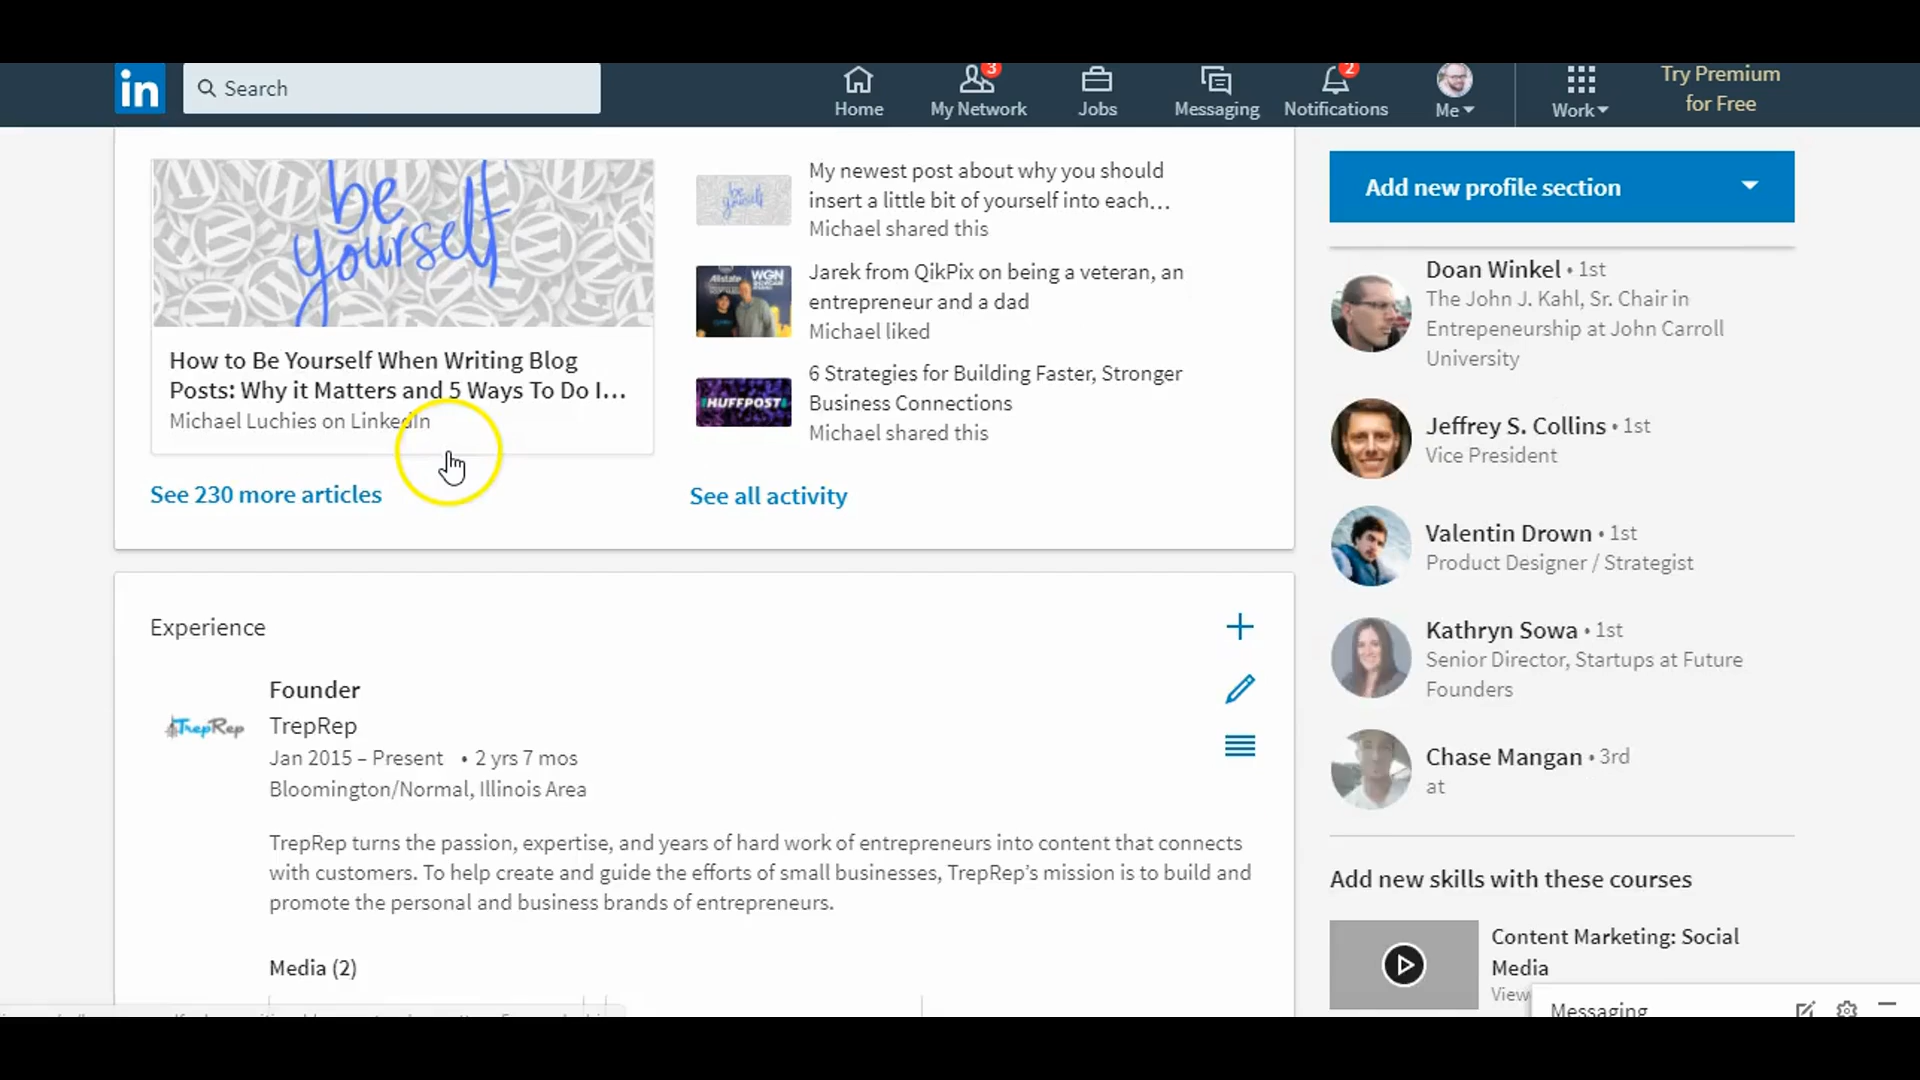 in
Search
3
2
Home
My Network
Jobs
Messaging
Notifications
Me
Work
Try Premium
for Free
be
yourself
How to Be Yourself When Writing Blog
Posts: Why it Matters and 5 Ways To Do I...
Michael Luchies on LinkedIn
See 230 more articles
be
yourself
My newest post about why you should
insert a little bit of yourself into each...
Michael shared this
Allstate
WGN
Jarek from QikPix on being a veteran, an
entrepreneur and a dad
Michael liked
HUFFPOST
6 Strategies for Building Faster, Stronger
Business Connections
Michael shared this
See all activity
Experience
TrepRep
Founder
TrepRep
Jan 2015 – Present • 2 yrs 7 mos
Bloomington/Normal, Illinois Area
TrepRep turns the passion, expertise, and years of hard work of entrepreneurs into content that connects
with customers. To help create and guide the efforts of small businesses, TrepRep's mission is to build and
promote the personal and business brands of entrepreneurs.
Media (2)
Add new profile section
Doan Winkel • 1st
The John J. Kahl, Sr. Chair in
Entrepeneurship at John Carroll
University
Jeffrey S. Collins • 1st
Vice President
Valentin Drown • 1st
Product Designer / Strategist
Kathryn Sowa • 1st
Senior Director, Startups at Future
Founders
Chase Mangan • 3rd
at
Add new skills with these courses
Content Marketing: Social
Media
Messaging